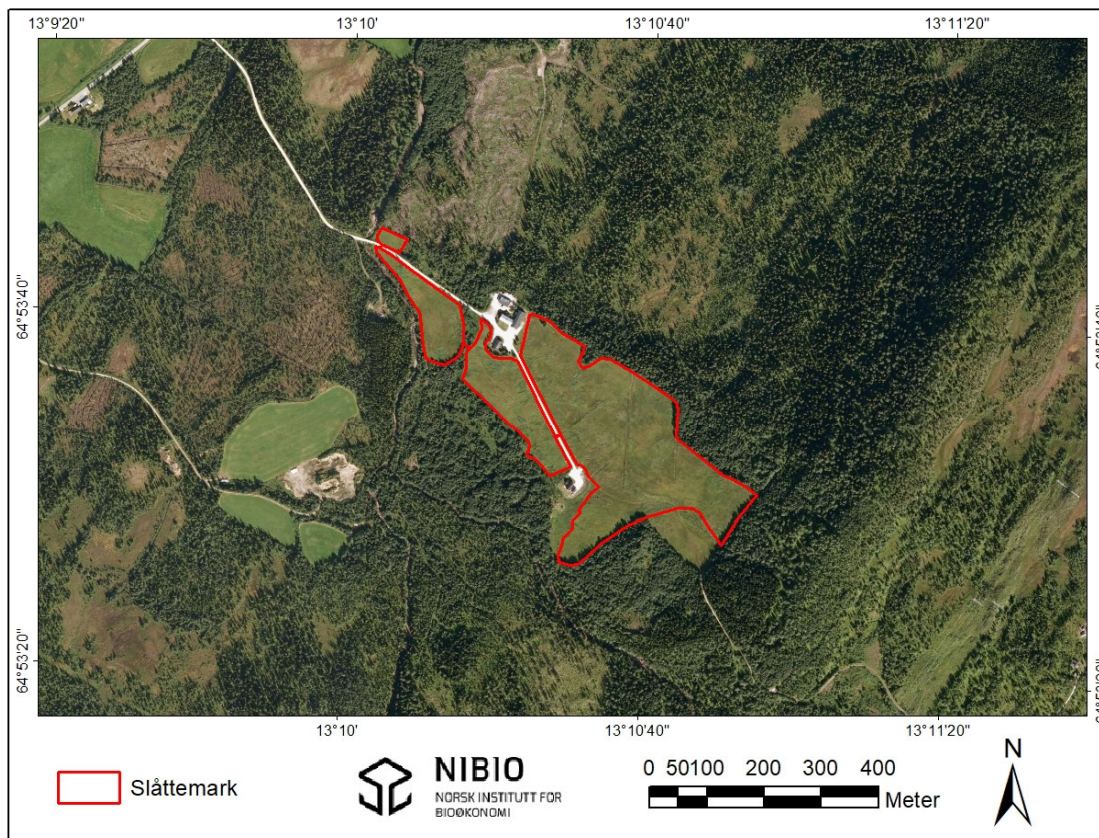 13°9'20"
13°10'
13°10'40"
13°11'20"
64°53'40"
64°53'20"
13°10'
13°10'40"
13°11'20"
Slåttemark
NIBIO
NORSK INSTITUTT FOR
BIOØKONOMI
0 50100 200 300 400
Meter
N